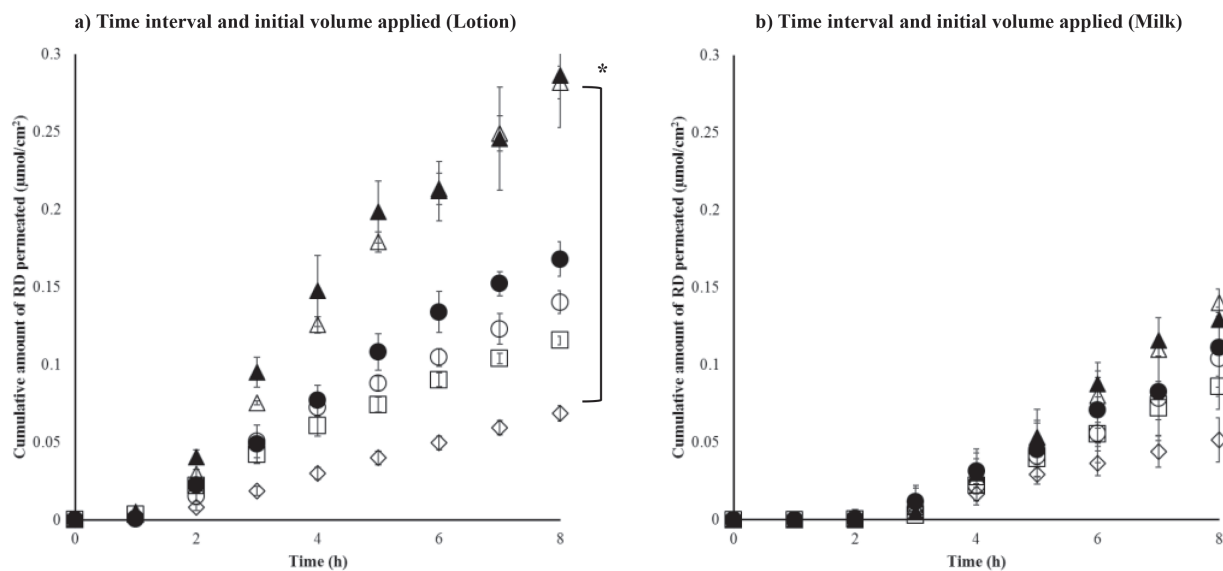 a) Time interval and initial volume applied (Lotion)
Cumulative amount of RD permeated (μmol/cm²)
0.3
0.25
0.2
0.15
0.1
0.05
0
*
0 2 4 6 8
Time (h)
b) Time interval and initial volume applied (Milk)
Cumulative amount of RD permeated (μmol/cm²)
0.3
0.25
0.2
0.15
0.1
0.05
0
0 2 4 6 8
Time (h)